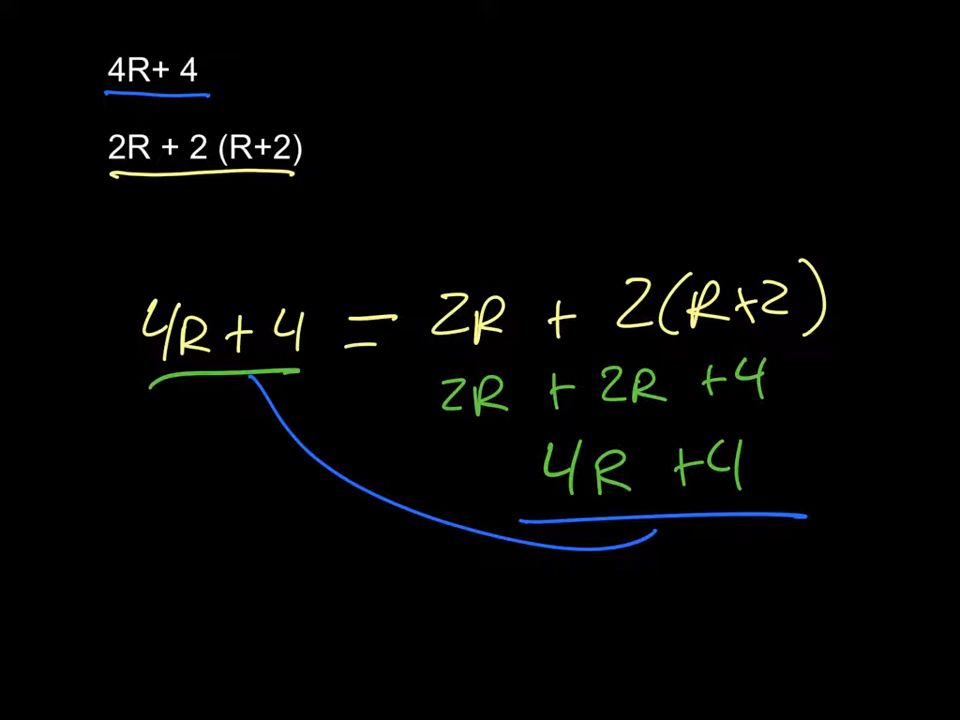 4R+ 4
2R + 2 (R+2)
4R + 4 = 2R + 2(R+2)
2R + 2R +4
4R +4